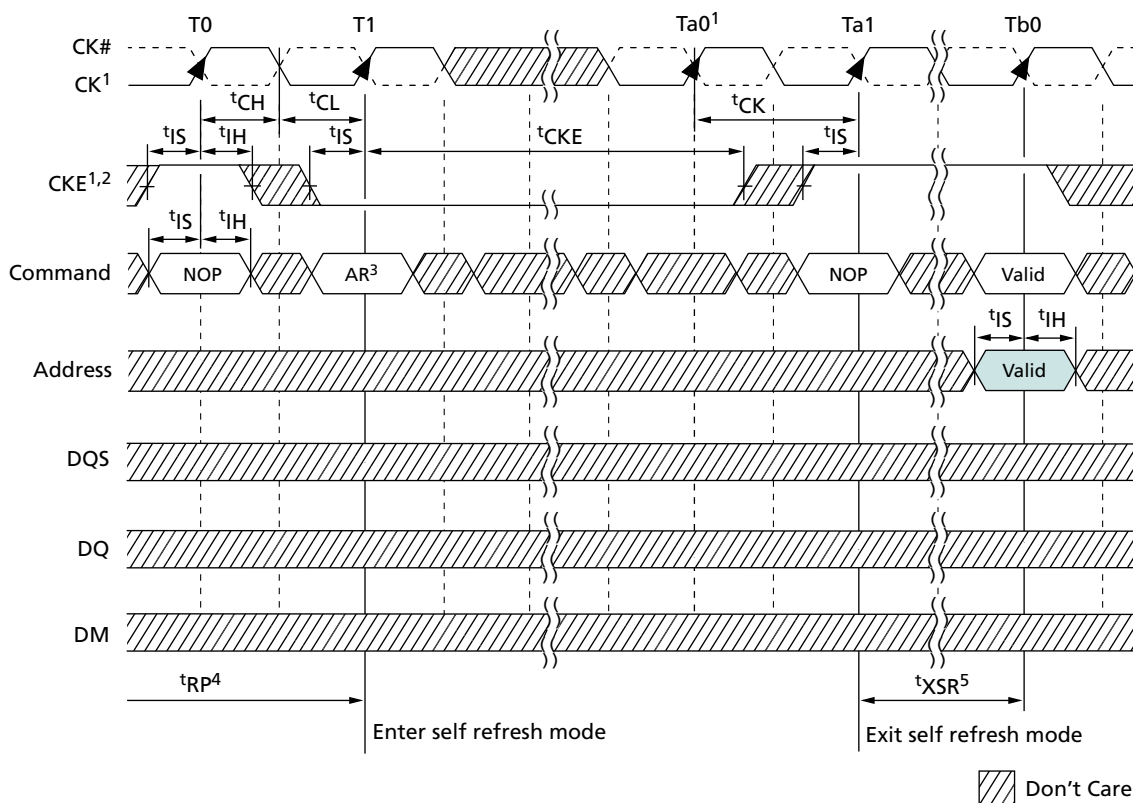 T0 T1 Ta0¹ Ta1 Tb0
CK#
CK¹
tCH tCL tCK
tIS tIH tIS tCKE tIS
CKE¹,²
tIS tIH
Command NOP AR³ NOP Valid
tIS tIH
Address Valid
DQS
DQ
DM
tRP⁴ tXSR⁵
Enter self refresh mode Exit self refresh mode
Don't Care